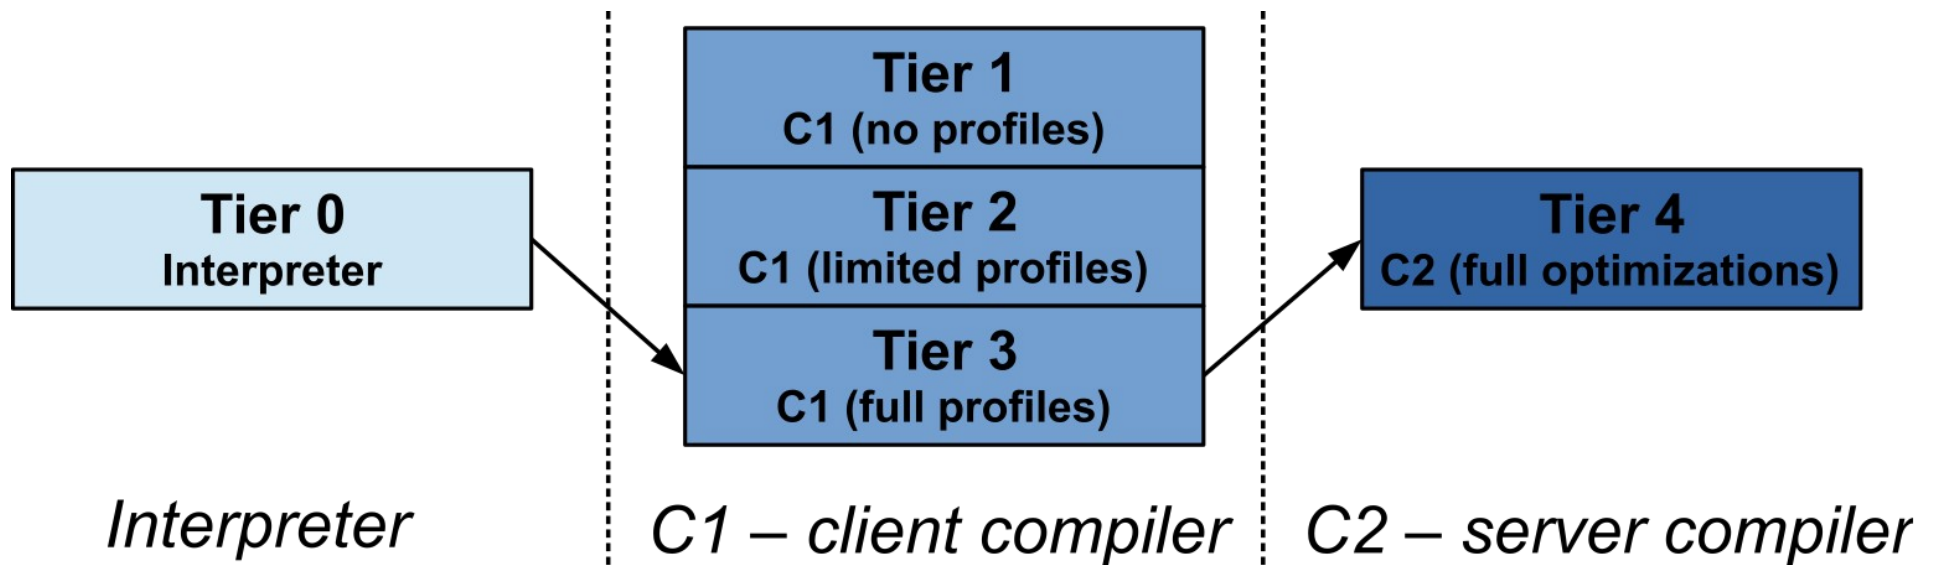 Tier 0
Interpreter
Tier 1
C1 (no profiles)
Tier 2
C1 (limited profiles)
Tier 3
C1 (full profiles)
Tier 4
C2 (full optimizations)
Interpreter
C1 – client compiler
C2 – server compiler